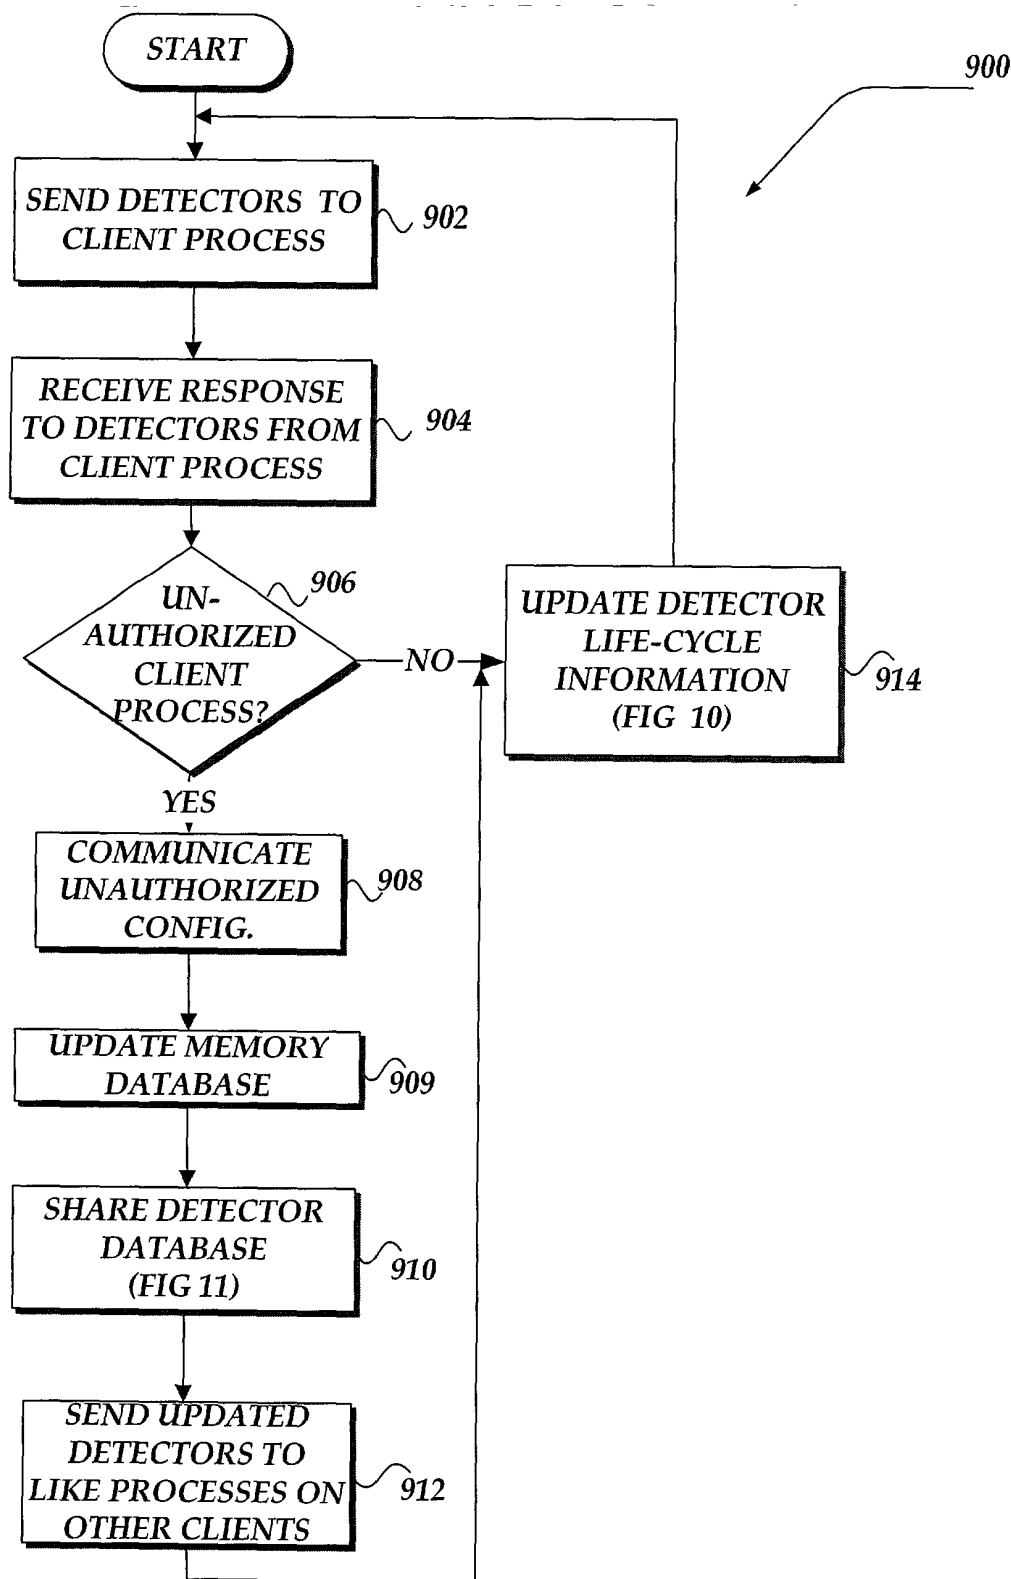 START
900
SEND DETECTORS TO
CLIENT PROCESS
902
RECEIVE RESPONSE
TO DETECTORS FROM
CLIENT PROCESS
904
UN-
AUTHORIZED
CLIENT
PROCESS?
906
NO
UPDATE DETECTOR
LIFE-CYCLE
INFORMATION
(FIG 10)
914
YES
COMMUNICATE
UNAUTHORIZED
CONFIG.
908
UPDATE MEMORY
DATABASE
909
SHARE DETECTOR
DATABASE
(FIG 11)
910
SEND UPDATED
DETECTORS TO
LIKE PROCESSES ON
OTHER CLIENTS
912